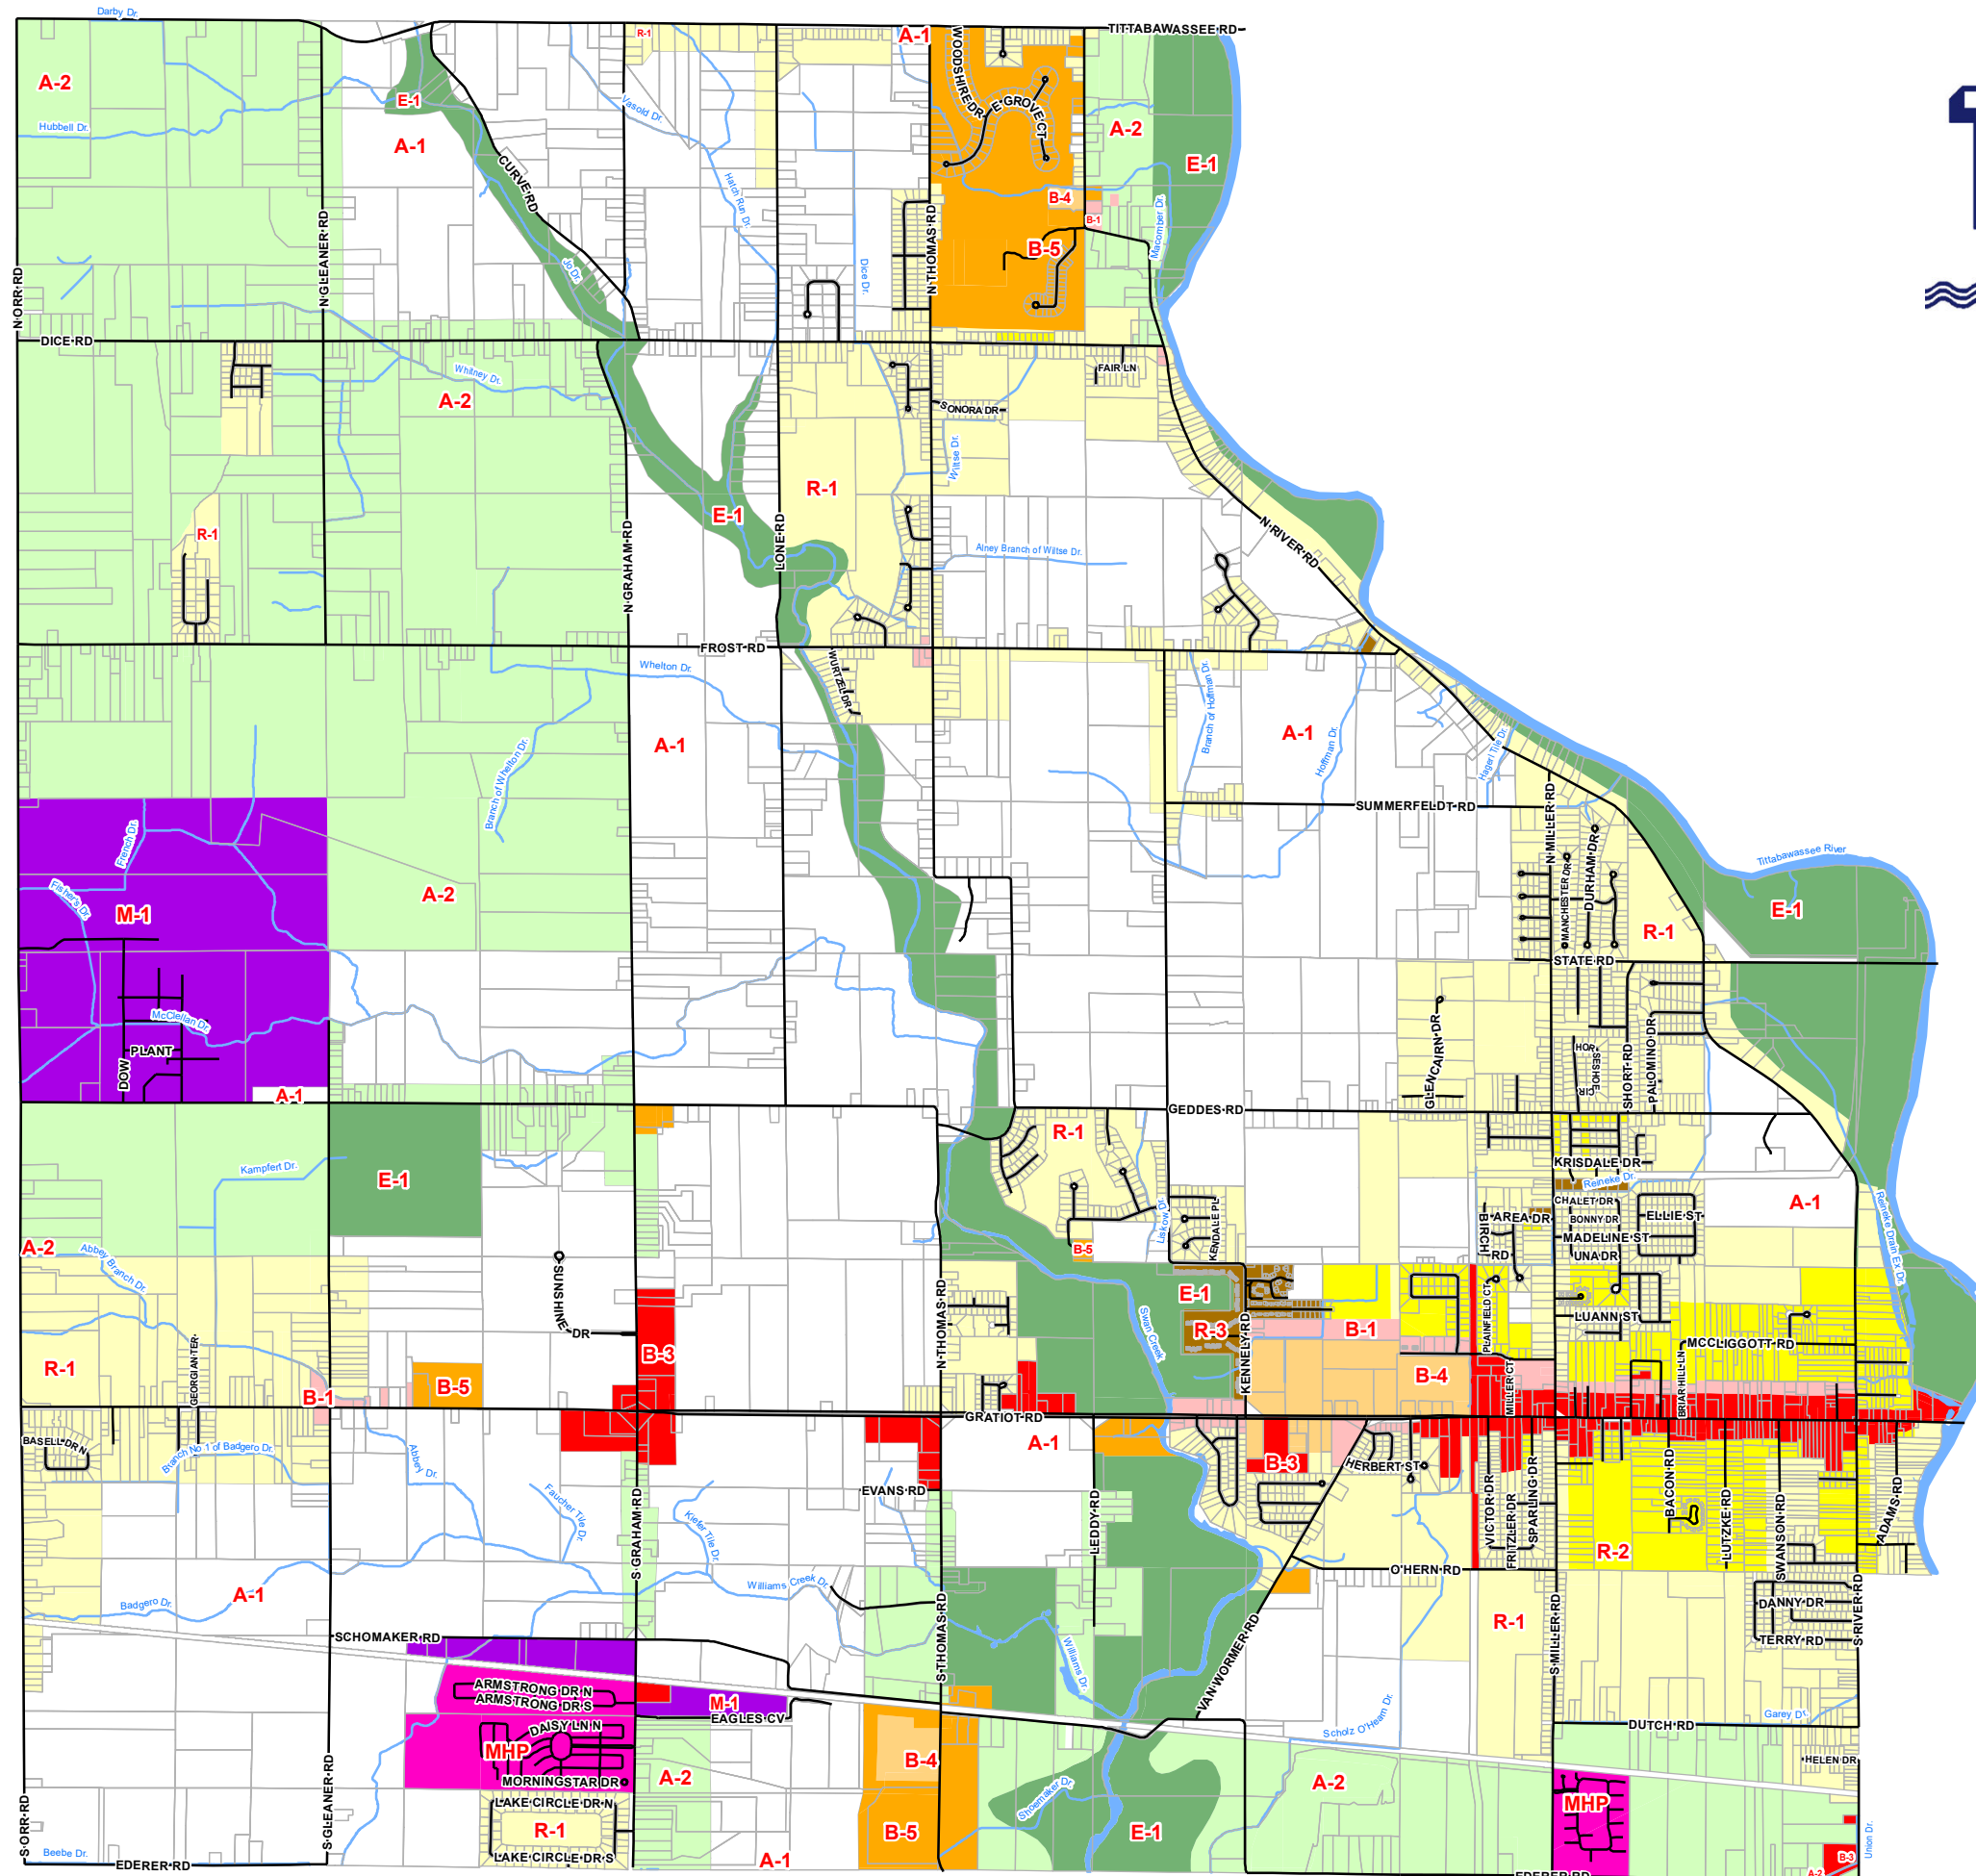 Darby Dr.
TITTABAWASSEE RD
R-1
A-1
A-2
Hubbell Dr.
E-1
A-1
Vasold Dr.
WOODSHIRE DR
E GROVE CT
A-2
E-1
CURVE RD
Hatch Run Dr.
B-4
B-1
Macomber Dr.
N ORR RD
N GLEANER RD
Jo Dr.
Dice Dr.
N THOMAS RD
B-5
DICE RD
Whitney Dr.
A-2
FAIR LN
SONORA DR
Wiltse Dr.
R-1
E-1
R-1
N GRAHAM RD
LONE RD
N RIVER RD
Alney Branch of Wiltse Dr.
FROST RD
Whelton Dr.
WURTZEL DR
Branch of Hoffman Dr.
Hoffman Dr.
A-1
A-1
Hagerl Tile Dr.
Branch of Whelton Dr.
SUMMERFELDT RD
N MILLER RD
French Dr.
Fisher's Dr.
M-1
A-2
MANCHESTER DR
DURHAM DR
Tittabawassee River
E-1
R-1
STATE RD
McClellan Dr.
DOW
PLANT
A-1
GLENCAIRN DR
HOR-
SESHOE
CIR
SHORT RD
PALOMINO DR
GEDDES RD
R-1
Kampfert Dr.
E-1
KRISDALE DR
Reineke Dr.
CHALET DR
A-1
BIRCH
AREA DR
RD
BONNY DR
ELLIE ST
MADELINE ST
UNA DR
Reineke Drain Ex Dr.
Liskow Dr.
KENDALE PL
B-5
A-2
Abbey Branch Dr.
SUNSHINE
DR
N THOMAS RD
E-1
Swan Creek
R-3
KENNELY RD
B-1
PLAINFIELD CT
LUANN ST
MCCLIGGOTT RD
R-1
GEORGIAN TER
B-1
B-5
B-3
B-4
MILLER CT
BRIAR HILL LN
GRATIOT RD
A-1
BASELL DR N
Branch No 1 of Badgero Dr.
Abbey Dr.
B-3
HERBERT ST
EVANS RD
Faucher Tile Dr.
Kiefer Tile Dr.
S GRAHAM RD
LEDDY RD
VICTOR DR
FRITZLER DR
SPARLING DR
BACON RD
LUTZKE RD
SWANSON RD
ADAMS RD
R-2
O'HERN RD
A-1
Badgero Dr.
Williams Creek Dr.
S THOMAS RD
Williams Dr.
VAN WORMER RD
R-1
S MILLER RD
DANNY DR
TERRY RD
S RIVER RD
SCHOMAKER RD
ARMSTRONG DR N
ARMSTRONG DR S
M-1
EAGLES CV
DAISY LN N
MHP
MORNINGSTAR DR
A-2
B-4
Scholz O'Hearn Dr.
DUTCH RD
Garey Dr.
HELEN DR
A-2
MHP
Shoemaker Dr.
LAKE CIRCLE DR N
R-1
LAKE CIRCLE DR S
B-5
E-1
A-1
S ORR RD
S GLEANER RD
Beebe Dr.
EDERER RD
Union Dr.
B-3
A-2
EDERER RD